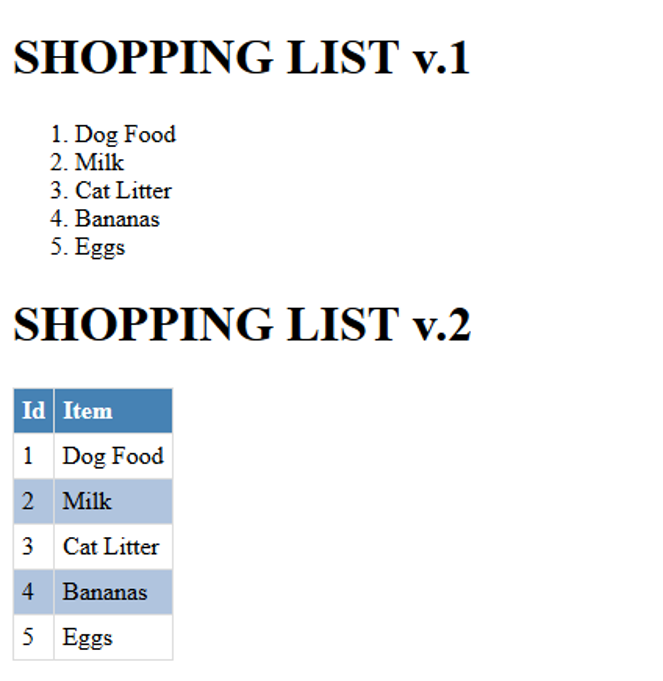 SHOPPING LIST v.1
1. Dog Food
2. Milk
3. Cat Litter
4. Bananas
5. Eggs
SHOPPING LIST v.2
Id Item
1 Dog Food
2 Milk
3 Cat Litter
4 Bananas
5 Eggs